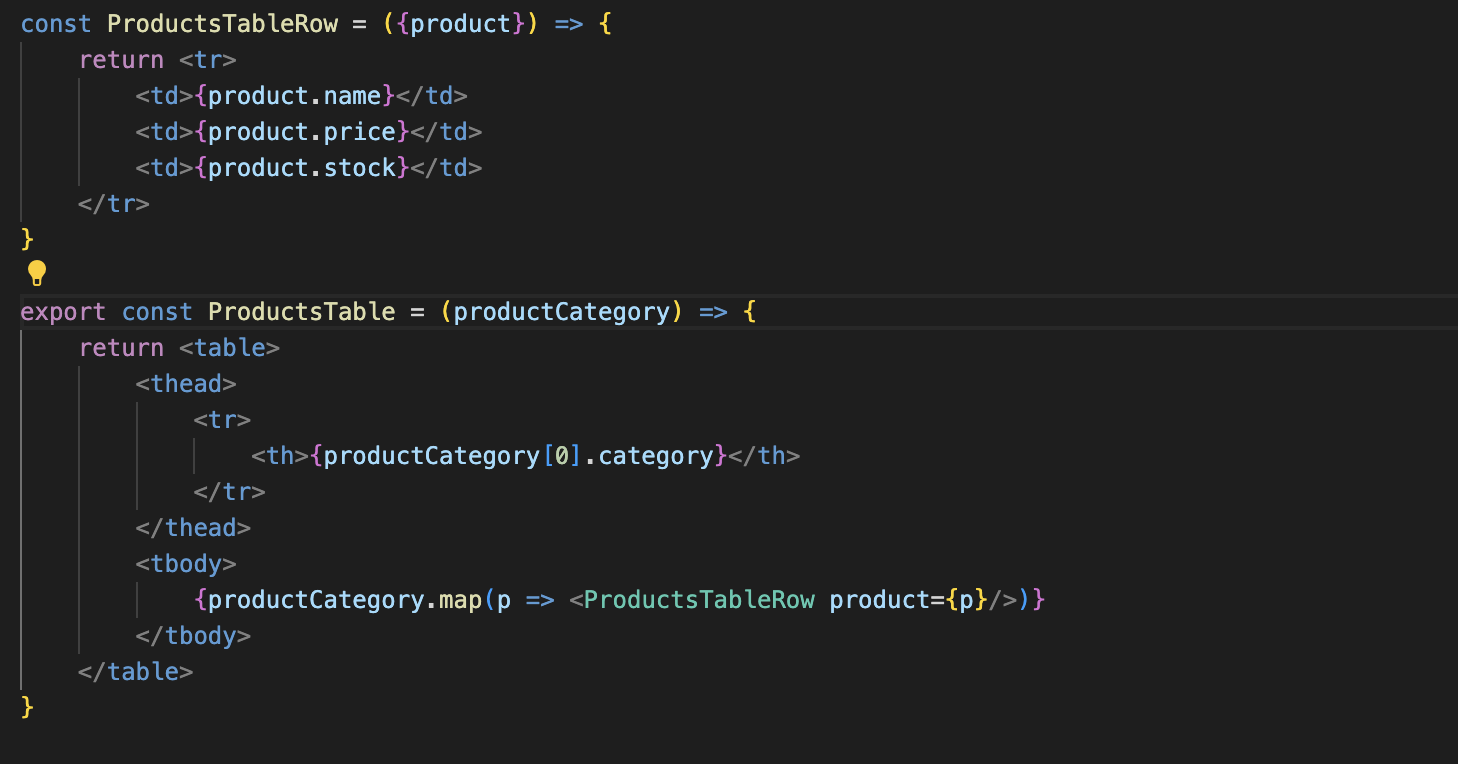 const ProductsTableRow = ({product}) => {
    return <tr>
        <td>{product.name}</td>
        <td>{product.price}</td>
        <td>{product.stock}</td>
    </tr>
}

export const ProductsTable = (productCategory) => {
    return <table>
        <thead>
            <tr>
                <th>{productCategory[0].category}</th>
            </tr>
        </thead>
        <tbody>
            {productCategory.map(p => <ProductsTableRow product={p}/>)}
        </tbody>
    </table>
}